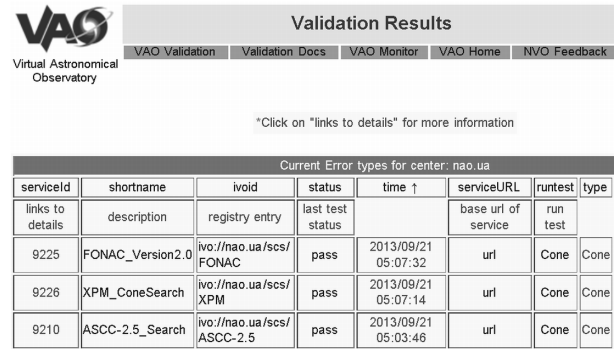 VAO
Virtual Astronomical
Observatory
Validation Results
VAO Validation Validation Docs VAO Monitor VAO Home NVO Feedback
*Click on "links to details" for more information
Current Error types for center: nao.ua
serviceId shortname ivoid status time ↑ serviceURL runtest type
links to details description registry entry last test status base url of service run test
9225 FONAC_Version2.0 ivo://nao.ua/scs/FONAC pass 2013/09/21 05:07:32 url Cone Cone
9226 XPM_ConeSearch ivo://nao.ua/scs/XPM pass 2013/09/21 05:07:14 url Cone Cone
9210 ASCC-2.5_Search ivo://nao.ua/scs/ASCC-2.5 pass 2013/09/21 05:03:46 url Cone Cone